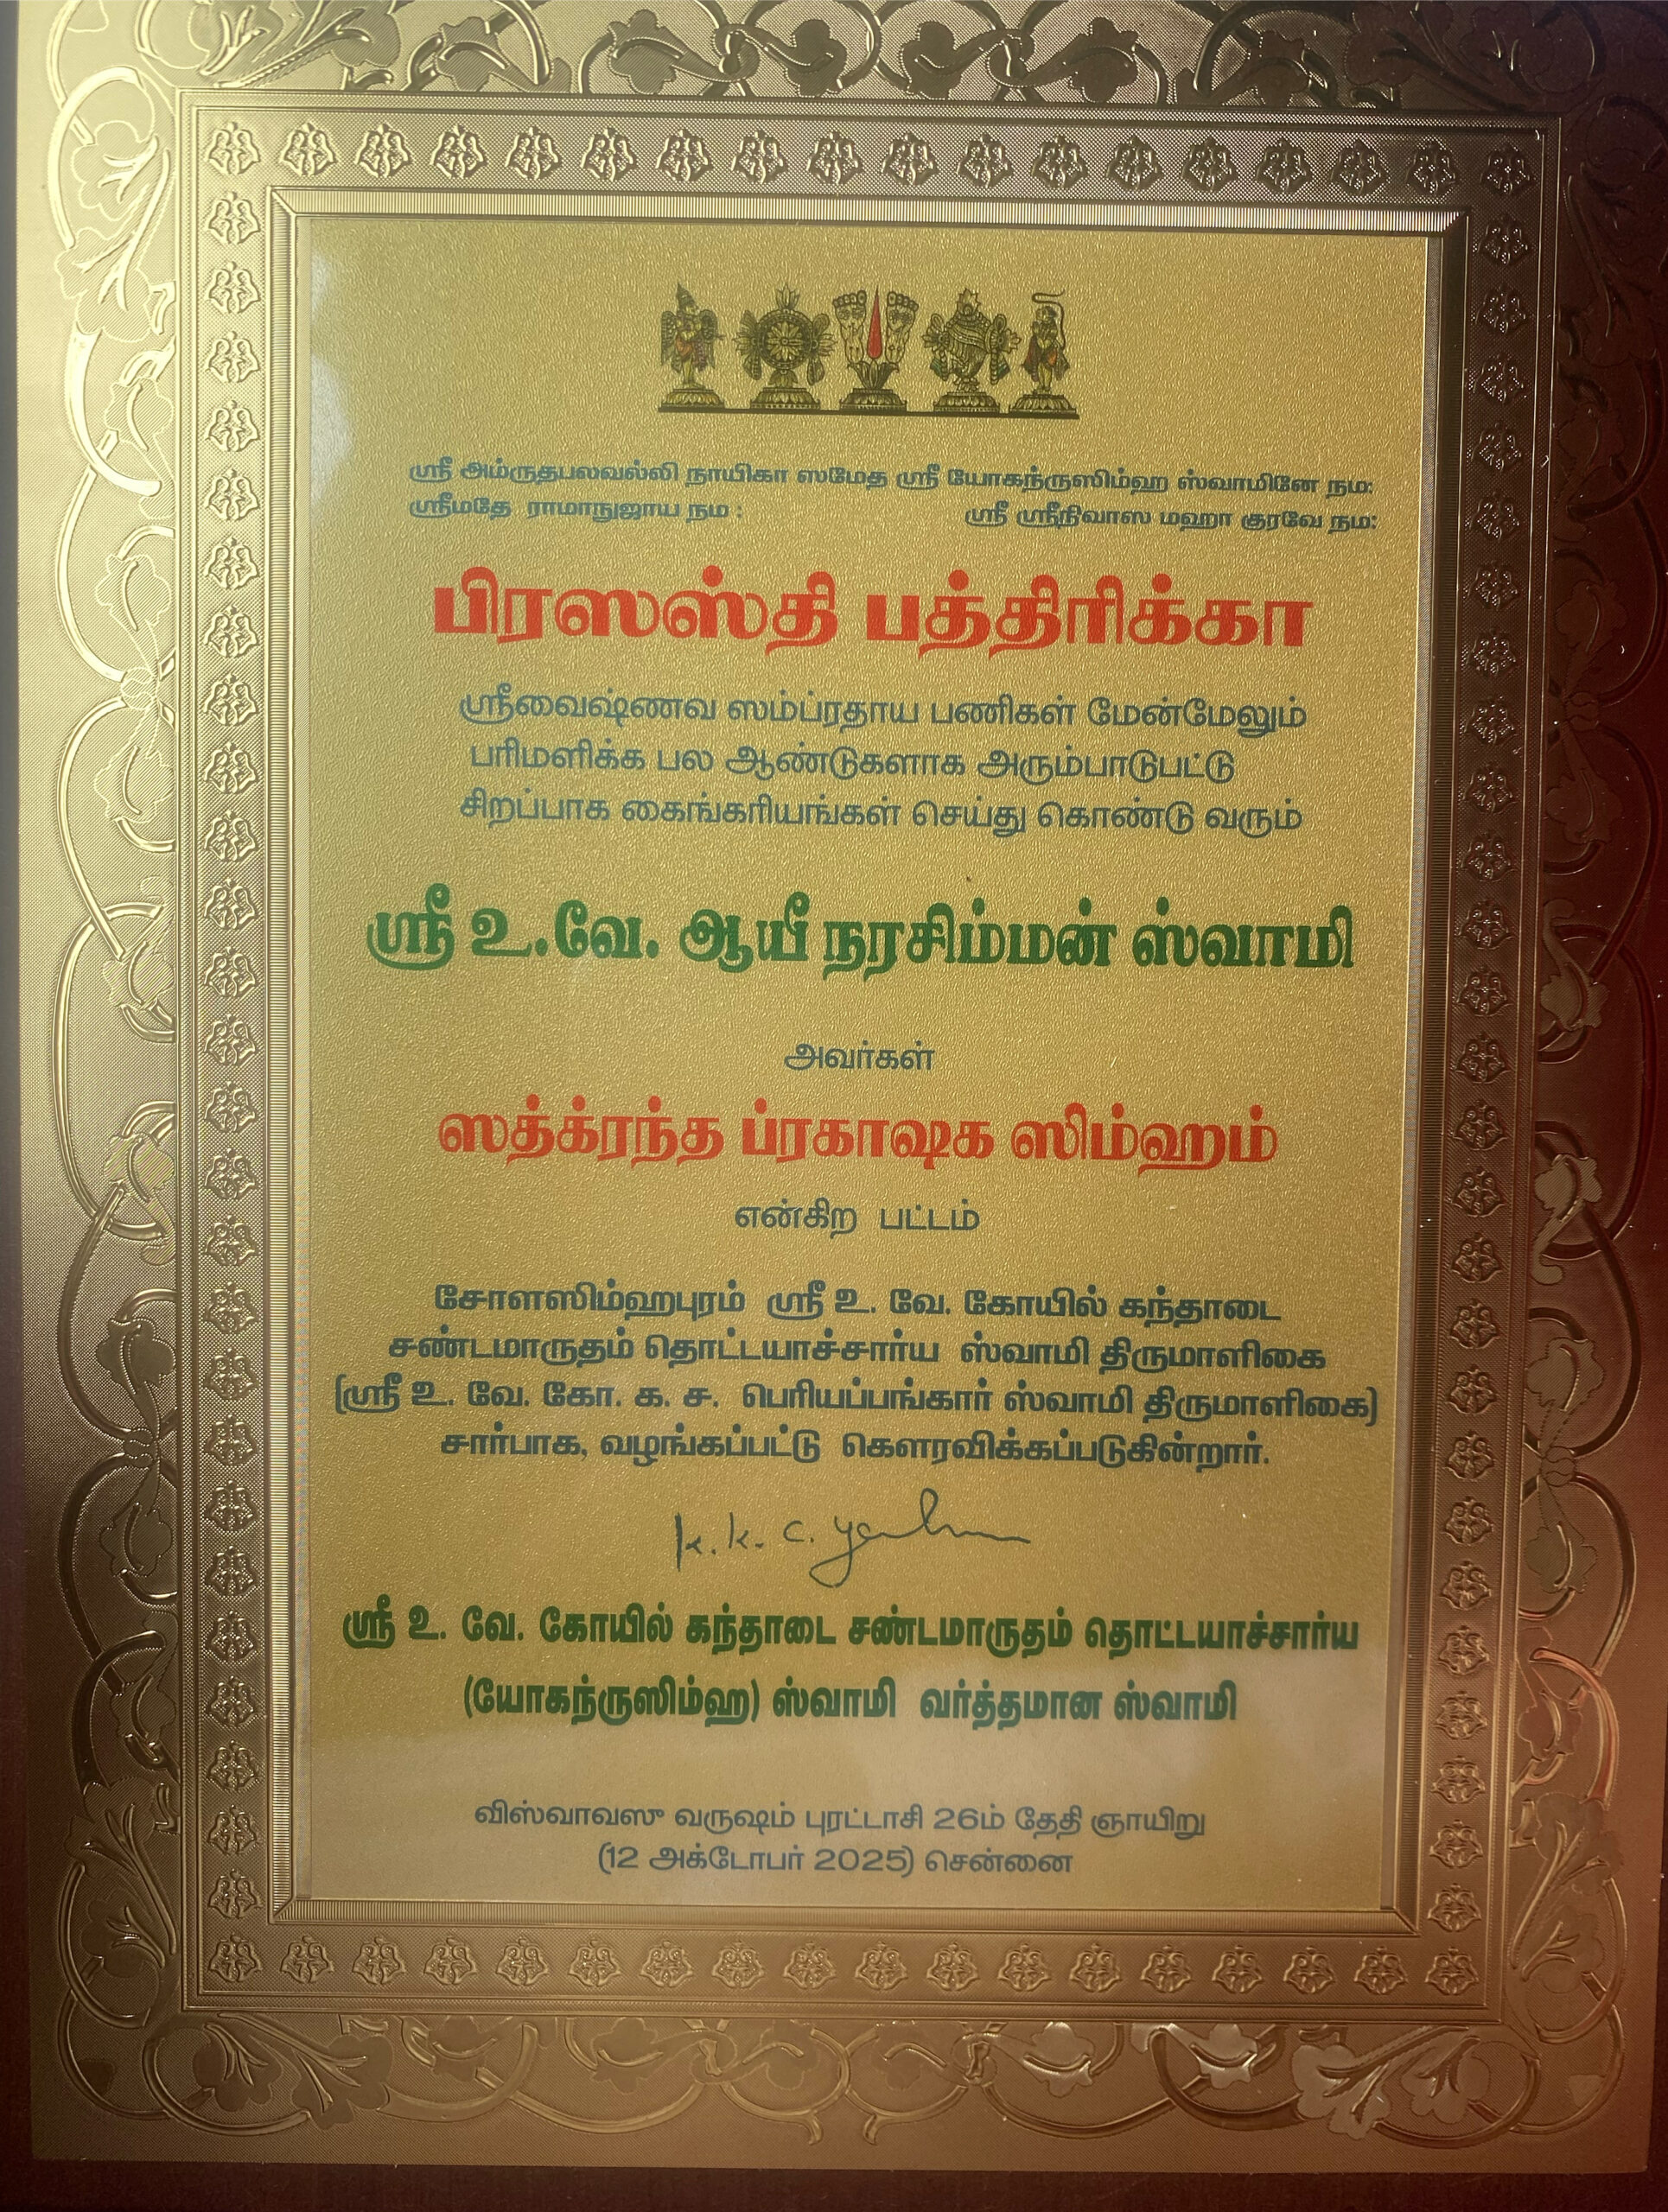 ஸ்ரீ அம்ருதபலவல்லி நாயிகா ஸமேத ஸ்ரீ யோகந்ருஸிம்ஹ ஸ்வாமினே நம:
ஸ்ரீமதே ராமாநுஜாய நம : ஸ்ரீ ஸ்ரீநிவாஸ மஹா குரவே நம:
பிரஸஸ்தி பத்திரிக்கா
ஸ்ரீவைஷ்ணவ ஸம்ப்ரதாய பணிகள் மேன்மேலும்
பரிமளிக்க பல ஆண்டுகளாக அரும்பாடுபட்டு
சிறப்பாக கைங்கரியங்கள் செய்து கொண்டு வரும்
ஸ்ரீ உ.வே. ஆயீ நரசிம்மன் ஸ்வாமி
அவர்கள்
ஸத்க்ரந்த ப்ரகாஷக ஸிம்ஹம்
என்கிற பட்டம்
சோளஸிம்ஹபுரம் ஸ்ரீ உ. வே. கோயில் கந்தாடை
சண்டமாருதம் தொட்டயாச்சார்ய ஸ்வாமி திருமாளிகை
(ஸ்ரீ உ. வே. கோ. க. ச. பெரியப்பங்கார் ஸ்வாமி திருமாளிகை)
சார்பாக, வழங்கப்பட்டு கௌரவிக்கப்படுகின்றார்.
K. K. C.
ஸ்ரீ உ. வே. கோயில் கந்தாடை சண்டமாருதம் தொட்டயாச்சார்ய
(யோகந்ருஸிம்ஹ) ஸ்வாமி வர்த்தமான ஸ்வாமி
விஸ்வாவஸு வருஷம் புரட்டாசி 26ம் தேதி ஞாயிறு
(12 அக்டோபர் 2025) சென்னை